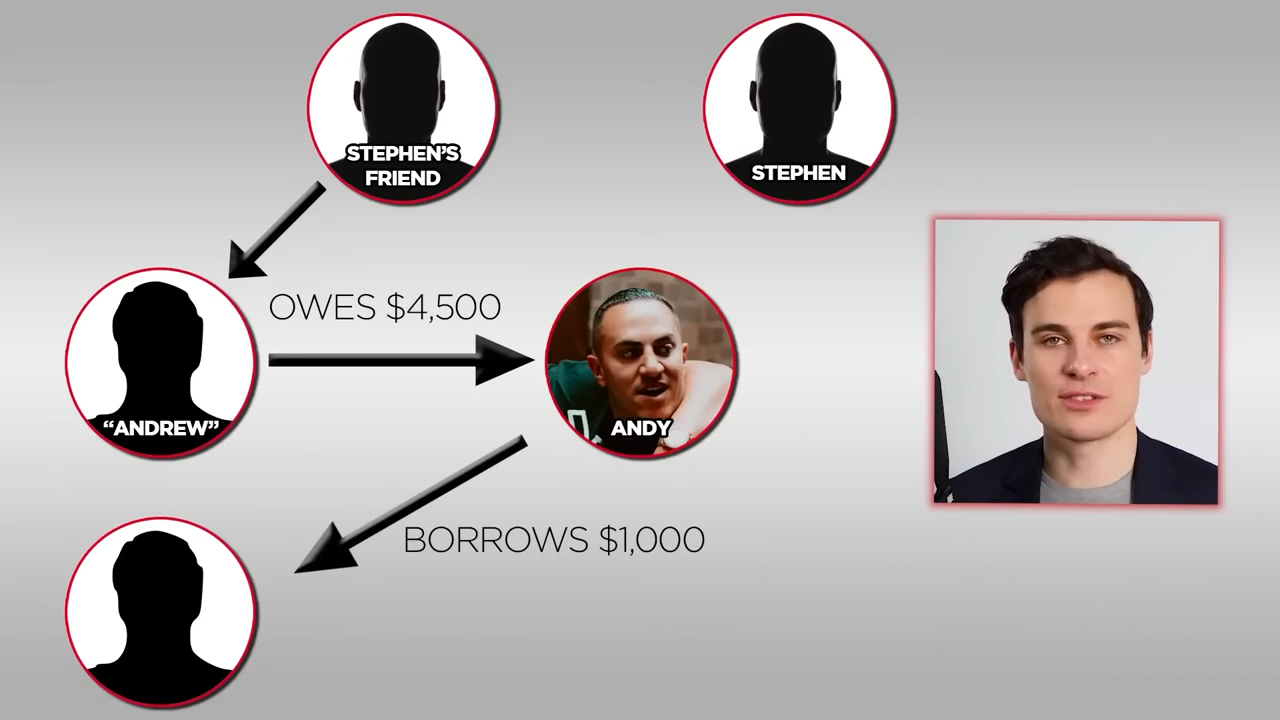 STEPHEN'S
FRIEND
STEPHEN
OWES $4,500
"ANDREW"
ANDY
BORROWS $1,000